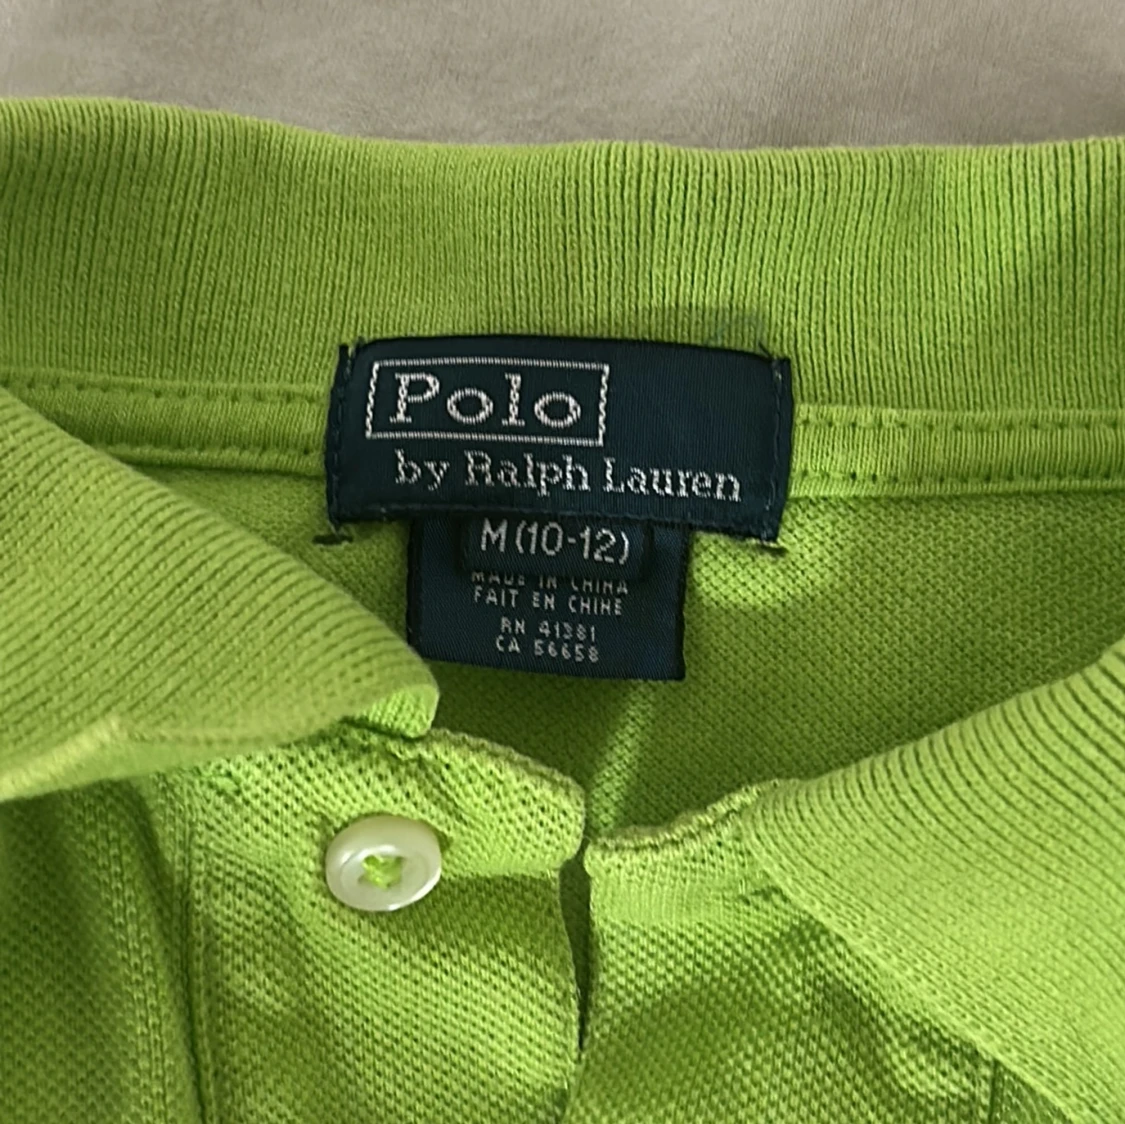 Polo
by Ralph Lauren
M (10-12)
MADE IN CHINA
FAIT EN CHINE
RN 41381
CA 56658